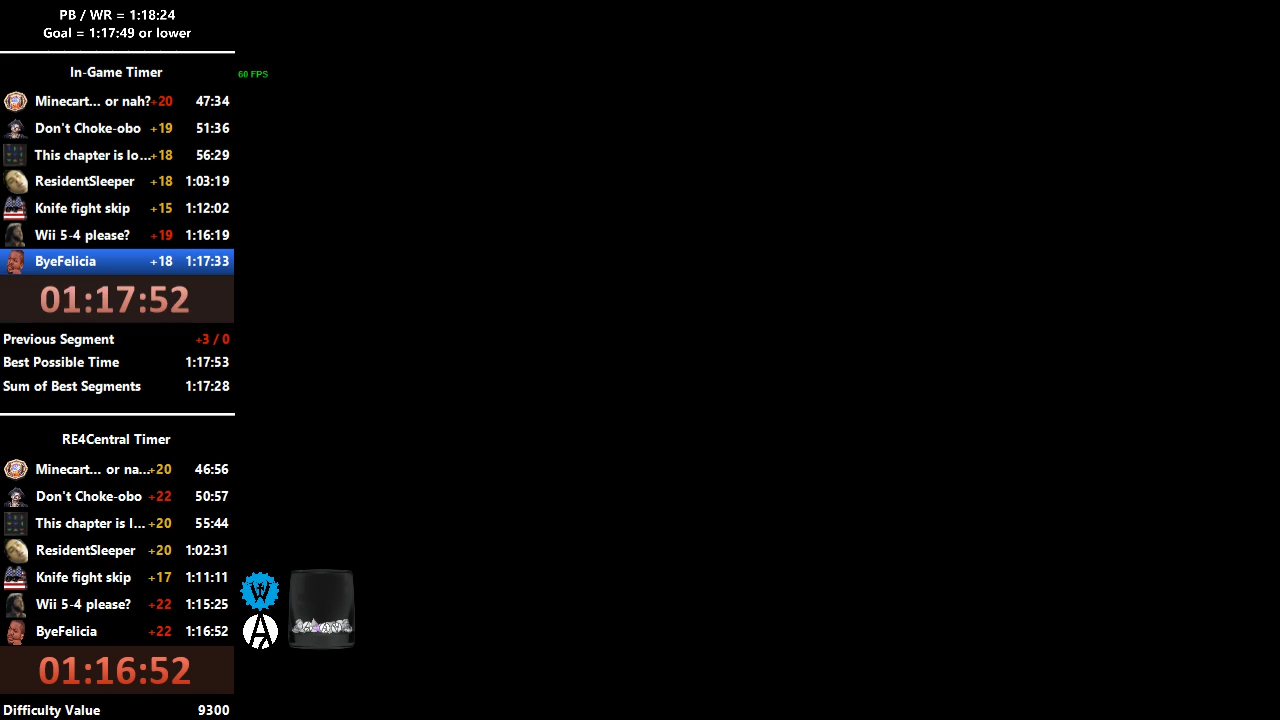 PB / WR = 1:18:24
Goal = 1:17:49 or lower
In-Game Timer
60 FPS
Minecart... or nah? +20 47:34
Don't Choke-obo +19 51:36
This chapter is lo... +18 56:29
ResidentSleeper +18 1:03:19
Knife fight skip +15 1:12:02
Wii 5-4 please? +19 1:16:19
ByeFelicia +18 1:17:33
01:17:52
Previous Segment +3 / 0
Best Possible Time 1:17:53
Sum of Best Segments 1:17:28
RE4Central Timer
Minecart... or na... +20 46:56
Don't Choke-obo +22 50:57
This chapter is l... +20 55:44
ResidentSleeper +20 1:02:31
Knife fight skip +17 1:11:11
Wii 5-4 please? +22 1:15:25
ByeFelicia +22 1:16:52
01:16:52
Difficulty Value 9300